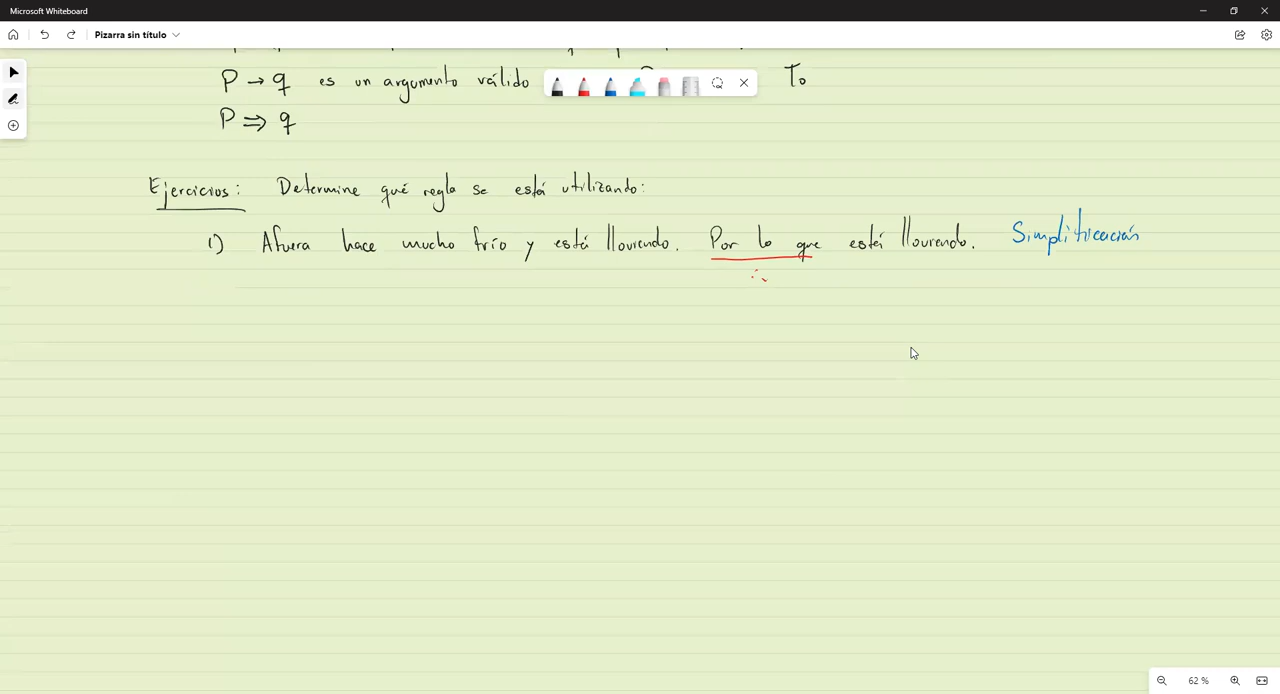 Microsoft Whiteboard
Pizarra sin título
P → q es un argumento válido To
P ⇒ q
Ejercicios: Determine qué regla se está utilizando:
1) Afuera hace mucho frío y está lloviendo. Por lo que está lloviendo. Simplificación
∴
62 %